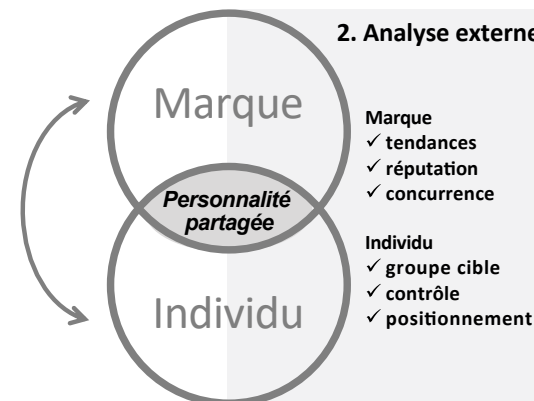 2. Analyse externe
Marque
Marque
✓ tendances
✓ réputation
✓ concurrence
Personnalité
partagée
Individu
✓ groupe cible
✓ contrôle
✓ positionnement
Individu